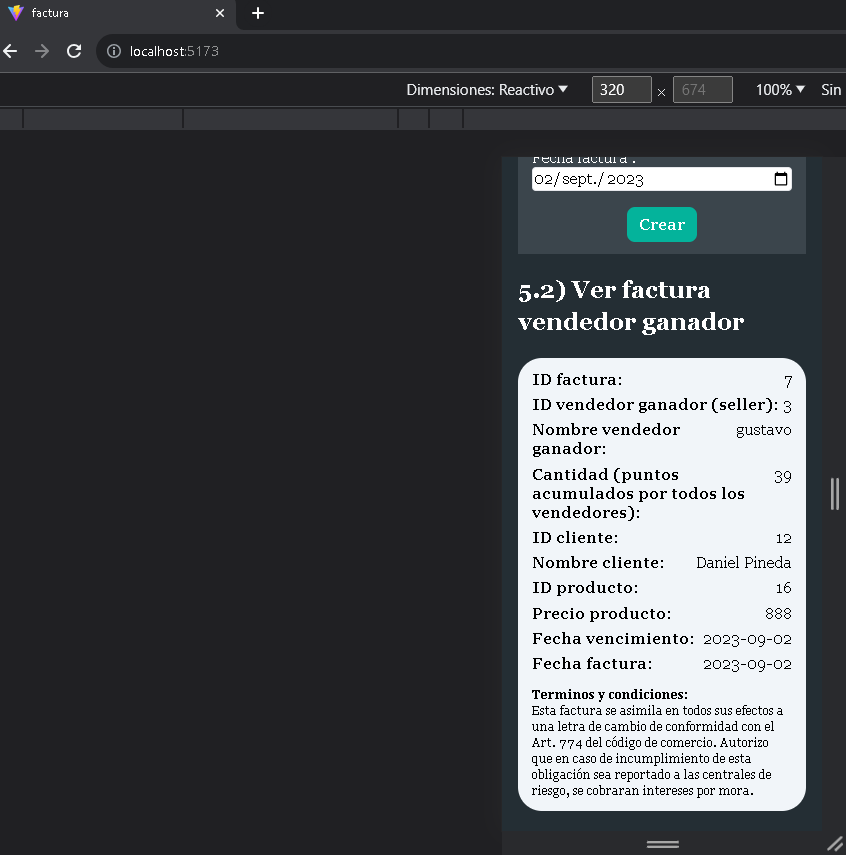 factura
localhost:5173
Dimensiones: Reactivo 320 × 674 100% Sin
Fecha factura :
02/sept./2023
Crear
5.2) Ver factura
vendedor ganador
ID factura: 7
ID vendedor ganador (seller): 3
Nombre vendedor gustavo
ganador:
Cantidad (puntos 39
acumulados por todos los
vendedores):
ID cliente: 12
Nombre cliente: Daniel Pineda
ID producto: 16
Precio producto: 888
Fecha vencimiento: 2023-09-02
Fecha factura: 2023-09-02
Terminos y condiciones:
Esta factura se asimila en todos sus efectos a
una letra de cambio de conformidad con el
Art. 774 del código de comercio. Autorizo
que en caso de incumplimiento de esta
obligación sea reportado a las centrales de
riesgo, se cobraran intereses por mora.